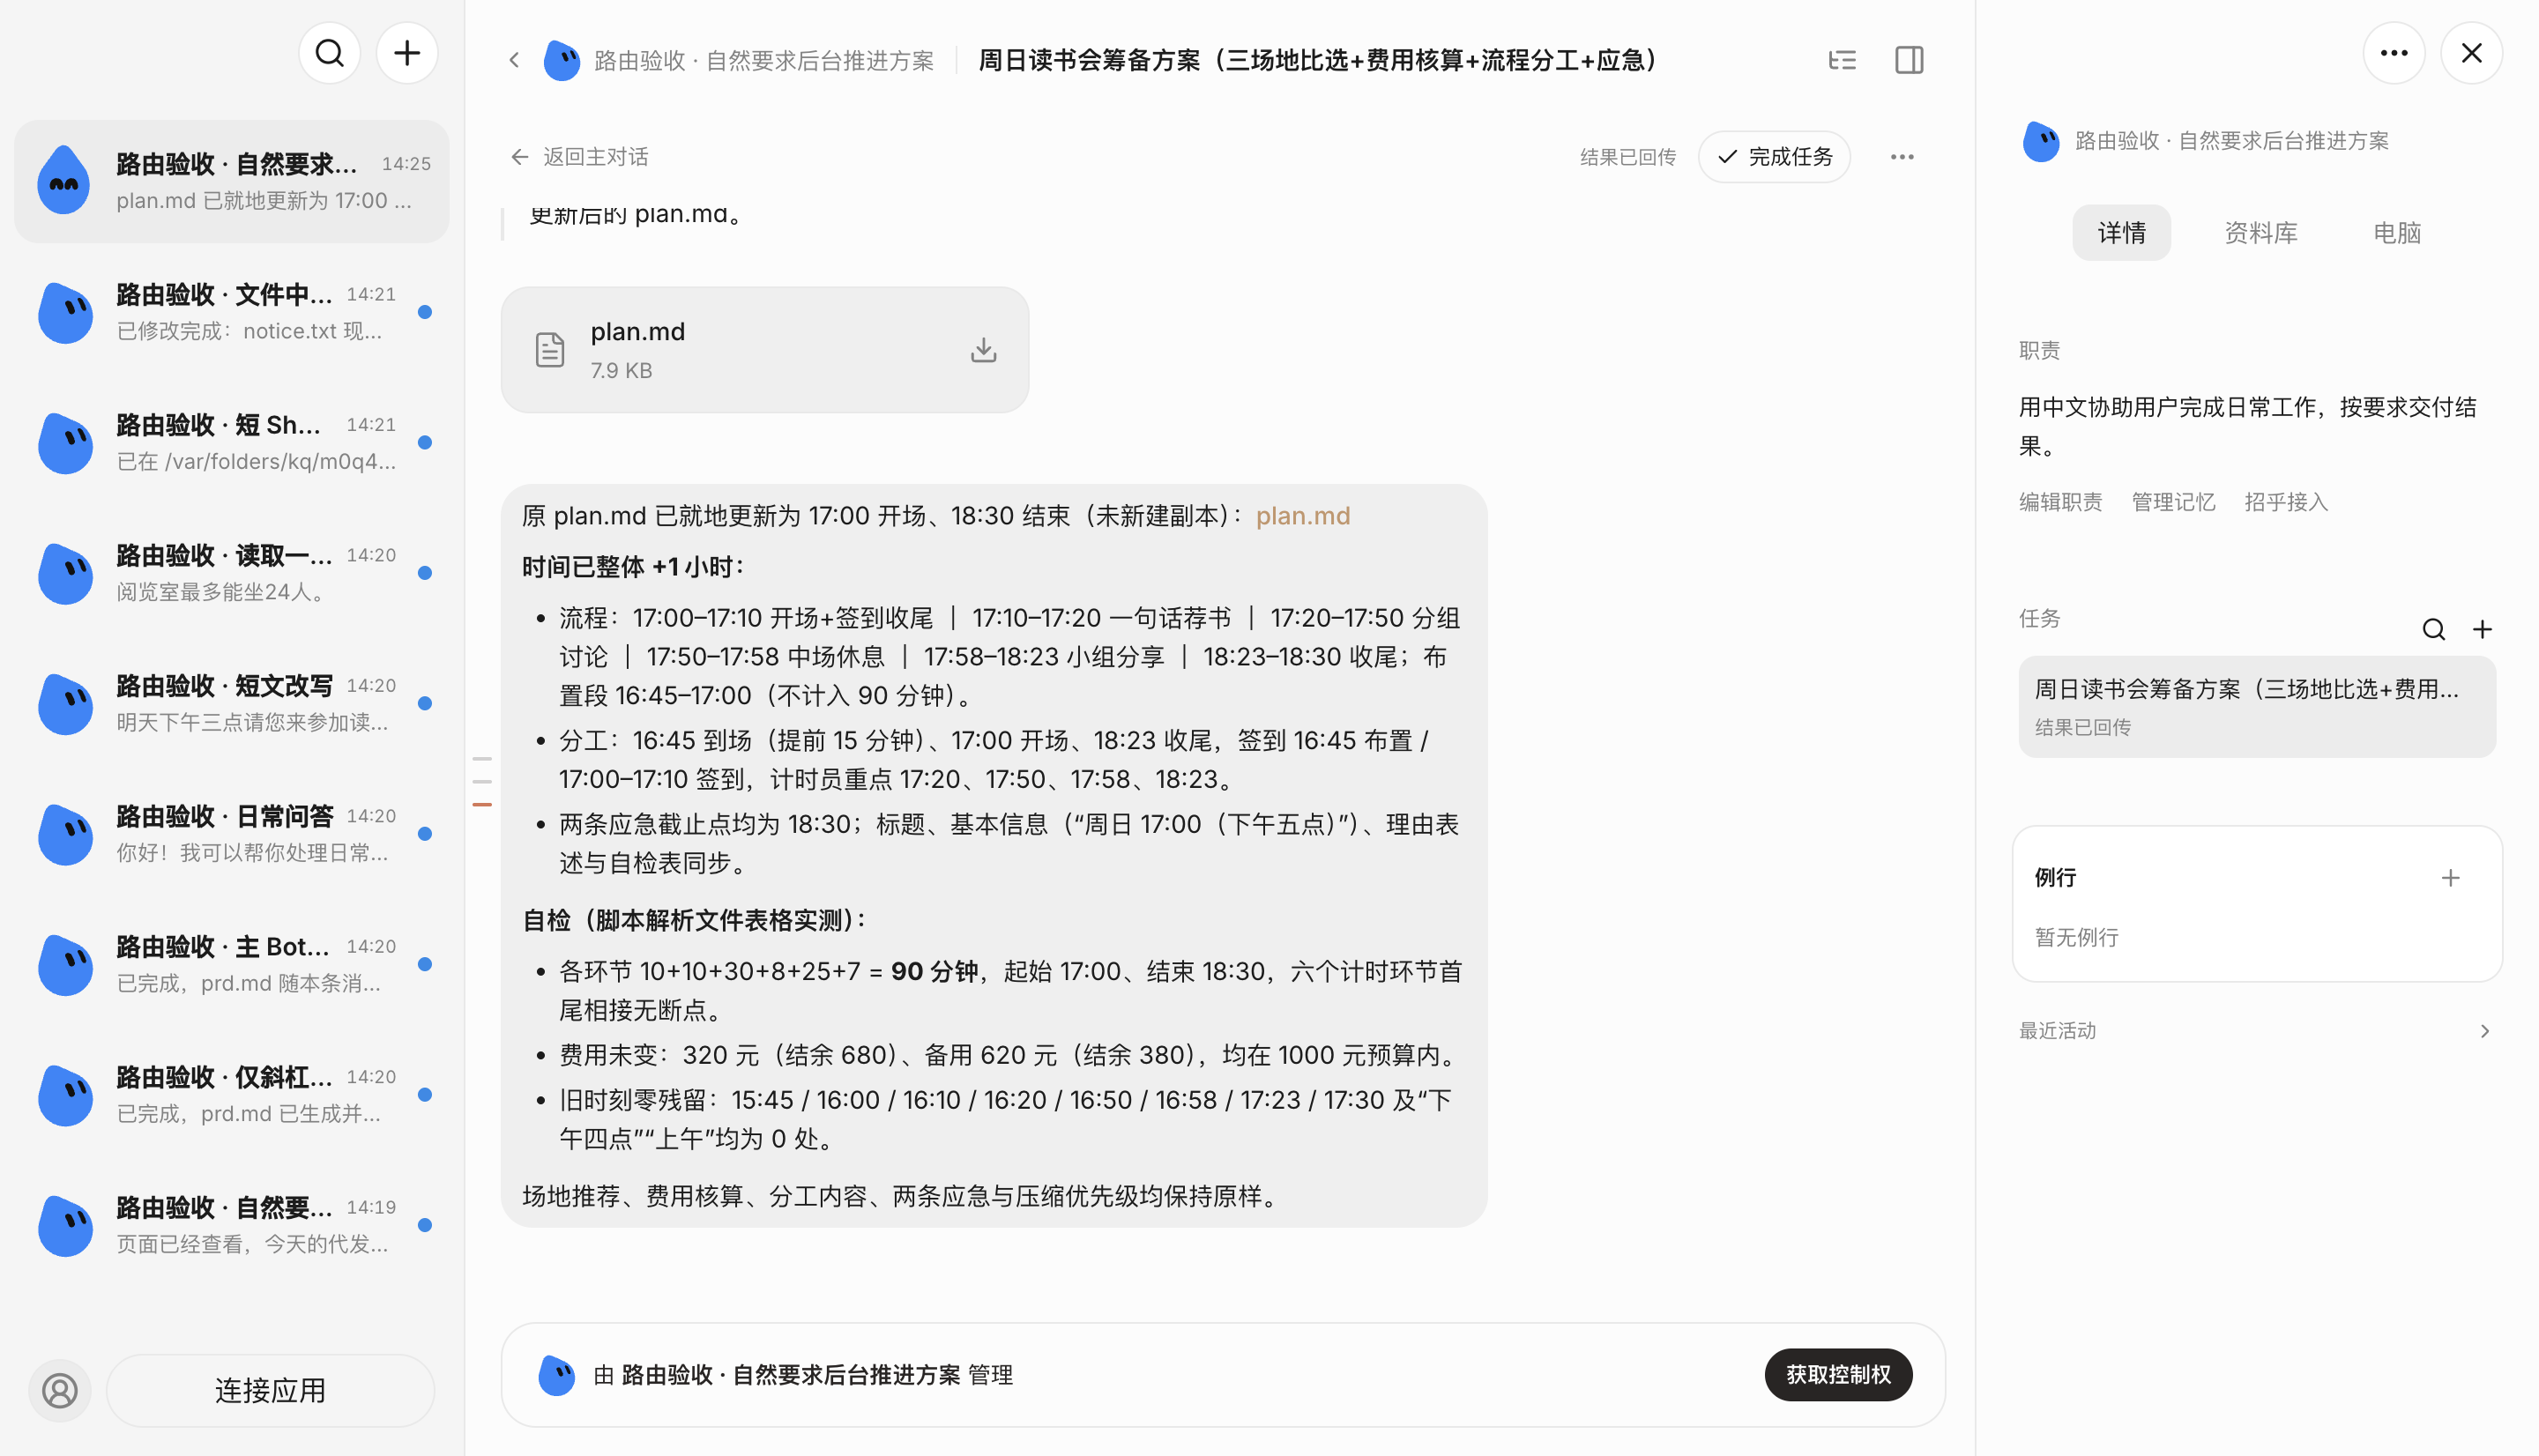 路由验收 · 自然要求... 14:25
plan.md 已就地更新为 17:00 ...
路由验收 · 文件中... 14:21
已修改完成：notice.txt 现...
路由验收 · 短 Sh... 14:21
已在 /var/folders/kq/m0q4...
路由验收 · 读取一... 14:20
阅览室最多能坐24人。
路由验收 · 短文改写 14:20
明天下午三点请您来参加读...
路由验收 · 日常问答 14:20
你好！我可以帮你处理日常...
路由验收 · 主 Bot... 14:20
已完成，prd.md 随本条消...
路由验收 · 仅斜杠... 14:20
已完成，prd.md 已生成并...
路由验收 · 自然要... 14:19
页面已经查看，今天的代发...
连接应用
路由验收 · 自然要求后台推进方案
周日读书会筹备方案（三场地比选+费用核算+流程分工+应急）
返回主对话
结果已回传
完成任务
更新后的 plan.md。
plan.md
7.9 KB
原 plan.md 已就地更新为 17:00 开场、18:30 结束（未新建副本）：plan.md
时间已整体 +1 小时：
• 流程：17:00–17:10 开场+签到收尾 ｜ 17:10–17:20 一句话荐书 ｜ 17:20–17:50 分组
讨论 ｜ 17:50–17:58 中场休息 ｜ 17:58–18:23 小组分享 ｜ 18:23–18:30 收尾；布
置段 16:45–17:00（不计入 90 分钟）。
• 分工：16:45 到场（提前 15 分钟）、17:00 开场、18:23 收尾，签到 16:45 布置 /
17:00–17:10 签到，计时员重点 17:20、17:50、17:58、18:23。
• 两条应急截止点均为 18:30；标题、基本信息（“周日 17:00（下午五点）”）、理由表
述与自检表同步。
自检（脚本解析文件表格实测）：
• 各环节 10+10+30+8+25+7 = 90 分钟，起始 17:00、结束 18:30，六个计时环节首
尾相接无断点。
• 费用未变：320 元（结余 680）、备用 620 元（结余 380），均在 1000 元预算内。
• 旧时刻零残留：15:45 / 16:00 / 16:10 / 16:20 / 16:50 / 16:58 / 17:23 / 17:30 及“下
午四点”“上午”均为 0 处。
场地推荐、费用核算、分工内容、两条应急与压缩优先级均保持原样。
由 路由验收 · 自然要求后台推进方案 管理
获取控制权
路由验收 · 自然要求后台推进方案
详情
资料库
电脑
职责
用中文协助用户完成日常工作，按要求交付结
果。
编辑职责 管理记忆 招乎接入
任务
周日读书会筹备方案（三场地比选+费用...
结果已回传
例行
暂无例行
最近活动